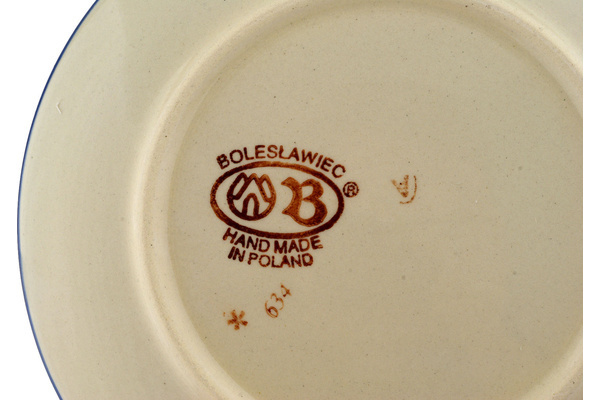 BOLESŁAWIEC
B ®
HAND MADE
IN POLAND
634